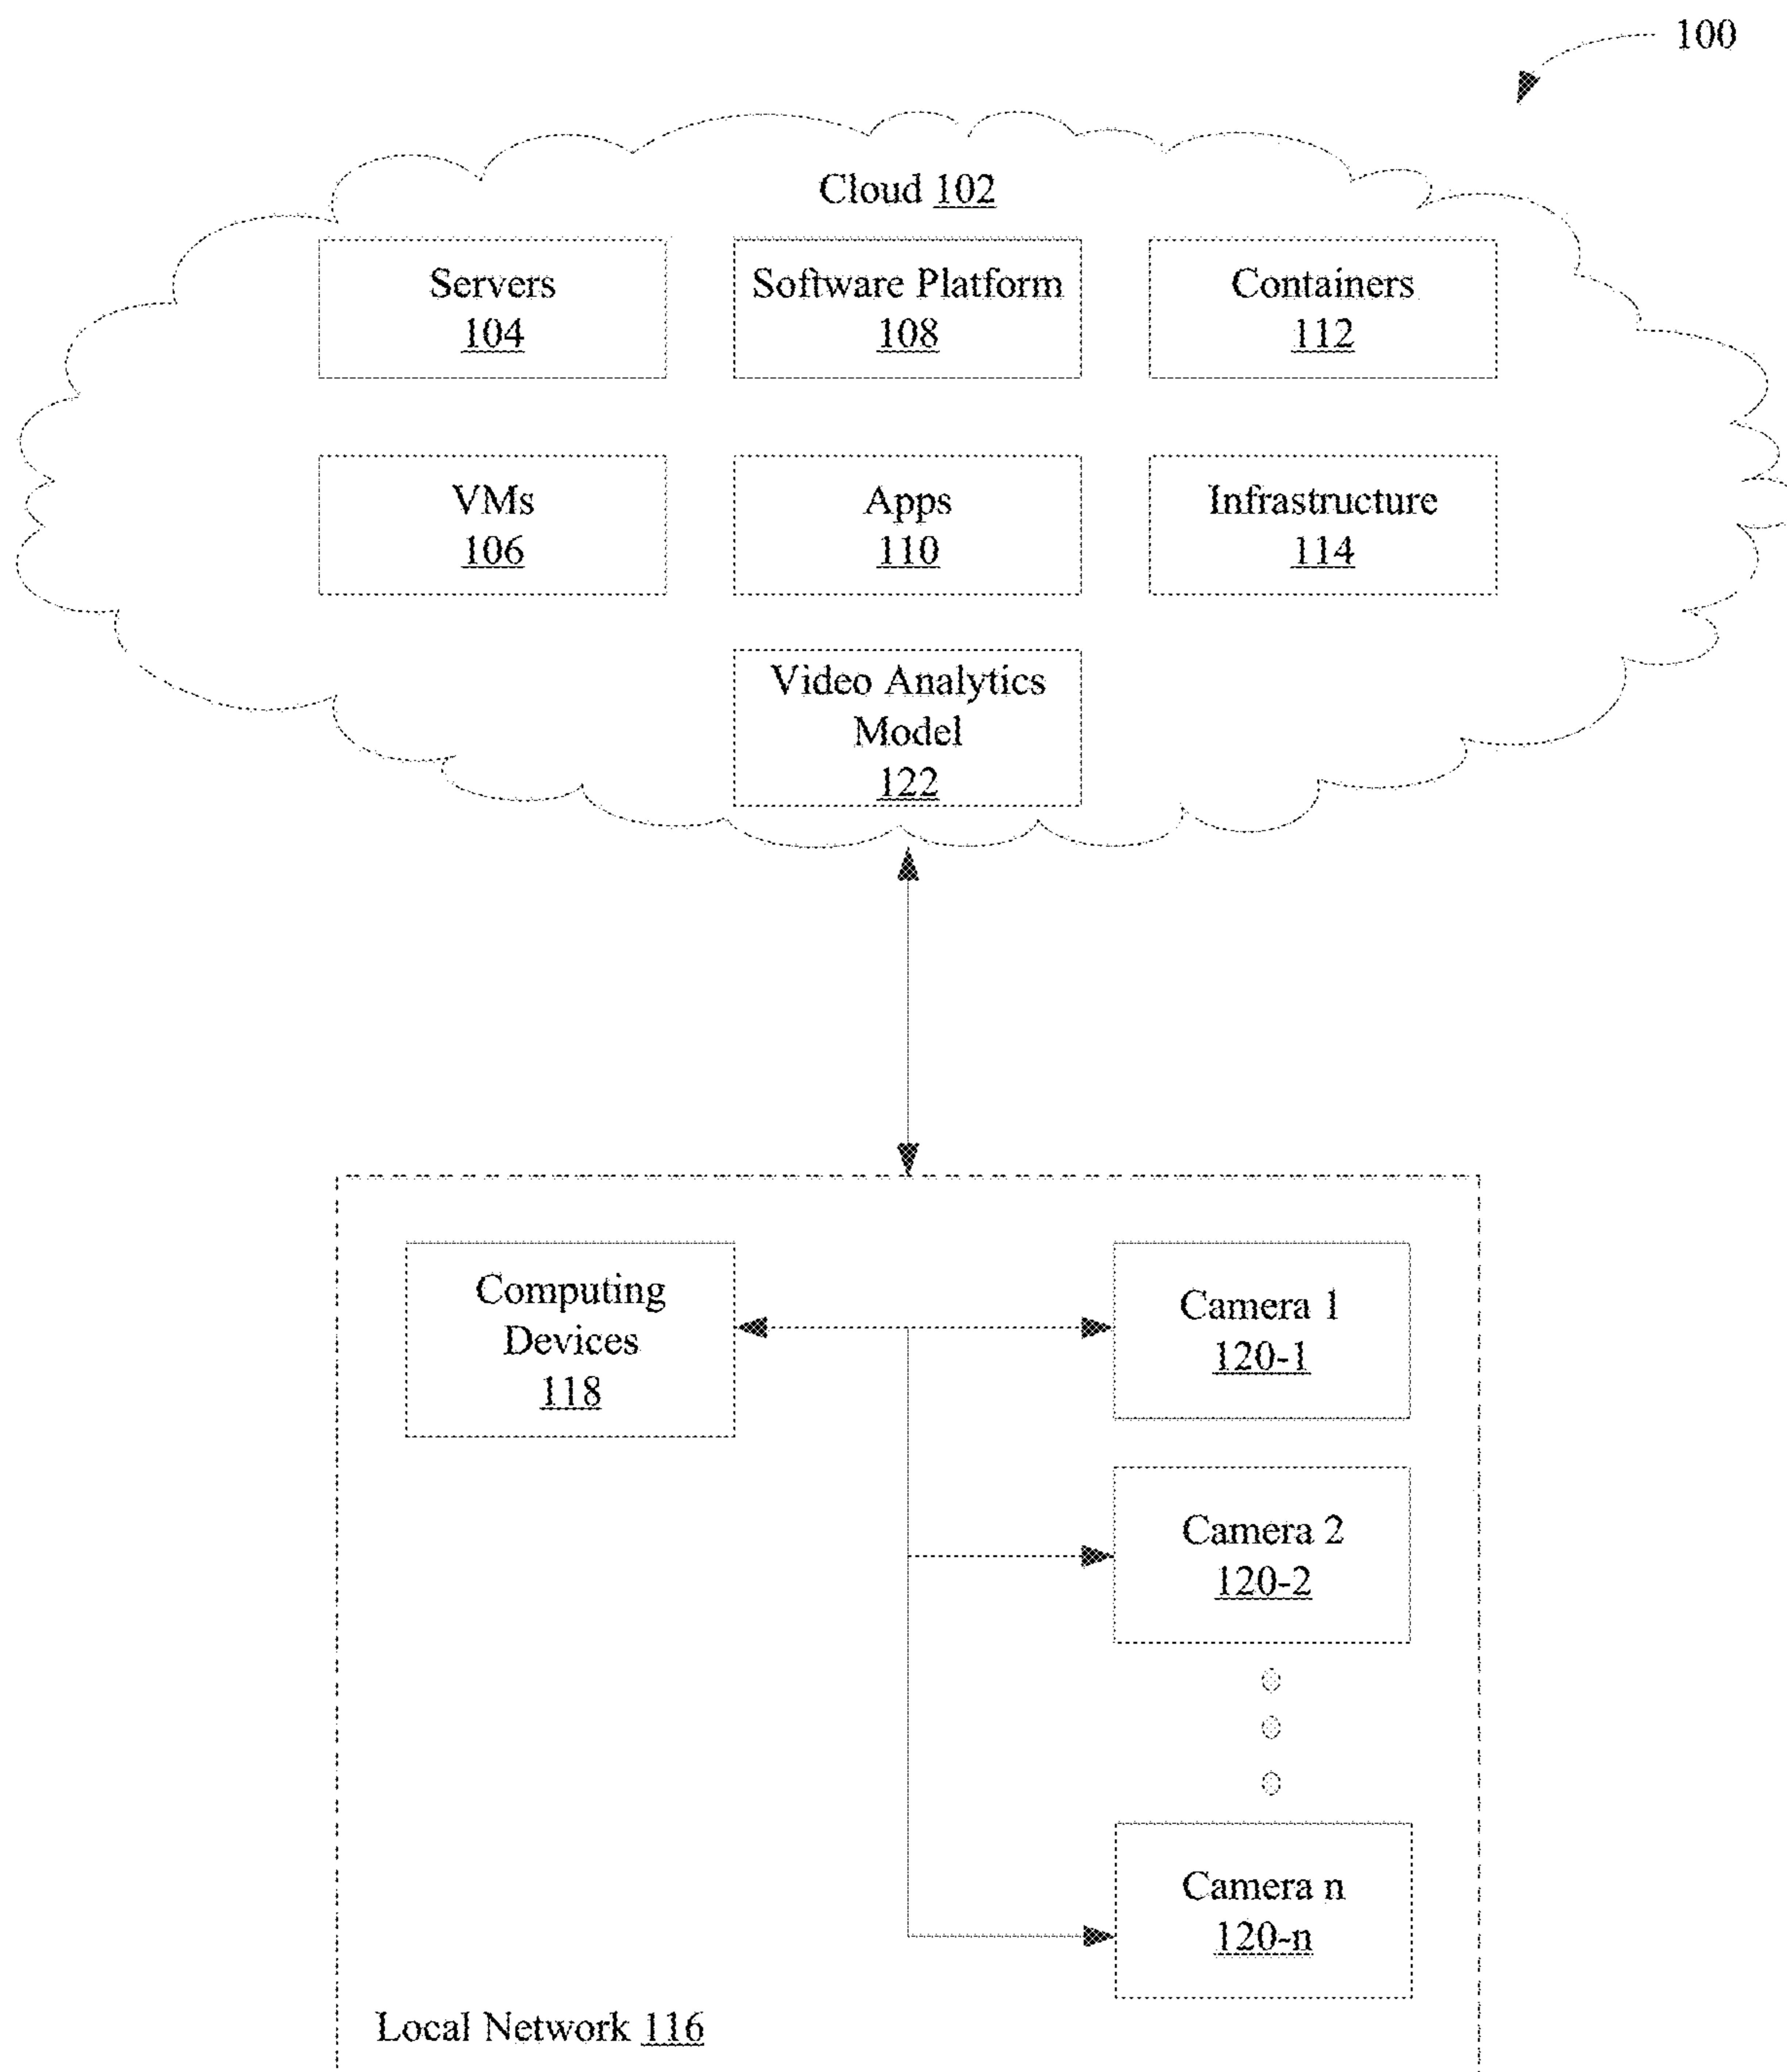 100
Cloud 102
Servers
104
Software Platform
108
Containers
112
VMs
106
Apps
110
Infrastructure
114
Video Analytics
Model
122
Computing
Devices
118
Camera 1
120-1
Camera 2
120-2
Camera n
120-n
Local Network 116